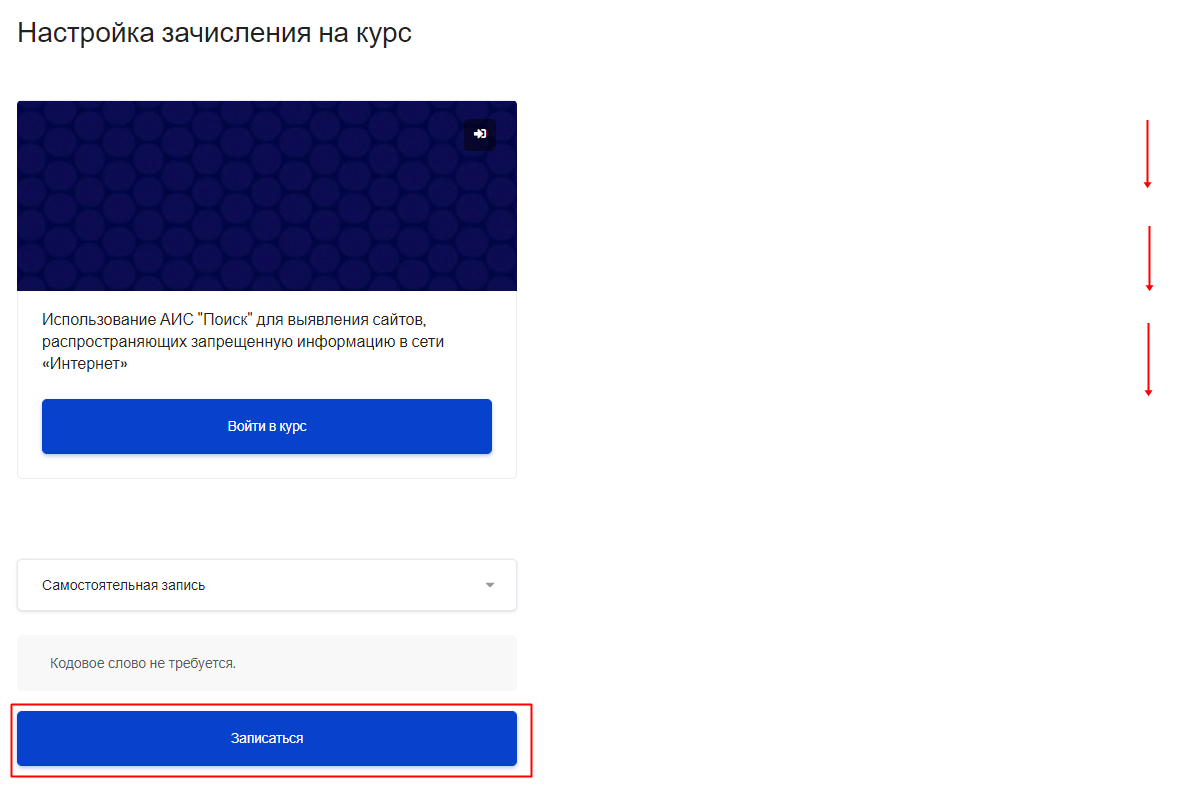 Настройка зачисления на курс
Использование АИС "Поиск" для выявления сайтов,
распространяющих запрещенную информацию в сети
«Интернет»
Войти в курс
Самостоятельная запись
Кодовое слово не требуется.
Записаться